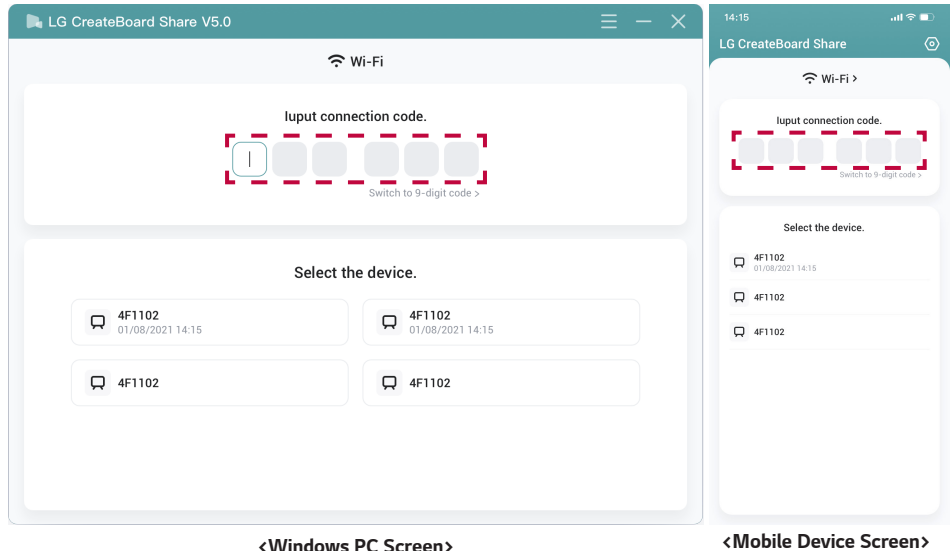 LG CreateBoard Share V5.0
Wi-Fi
Iuput connection code.
Switch to 9-digit code >
Select the device.
4F1102
01/08/2021 14:15
4F1102
01/08/2021 14:15
4F1102
4F1102
<Windows PC Screen>
14:15
LG CreateBoard Share
Wi-Fi >
Iuput connection code.
Switch to 9-digit code >
Select the device.
4F1102
01/08/2021 14:15
4F1102
4F1102
<Mobile Device Screen>